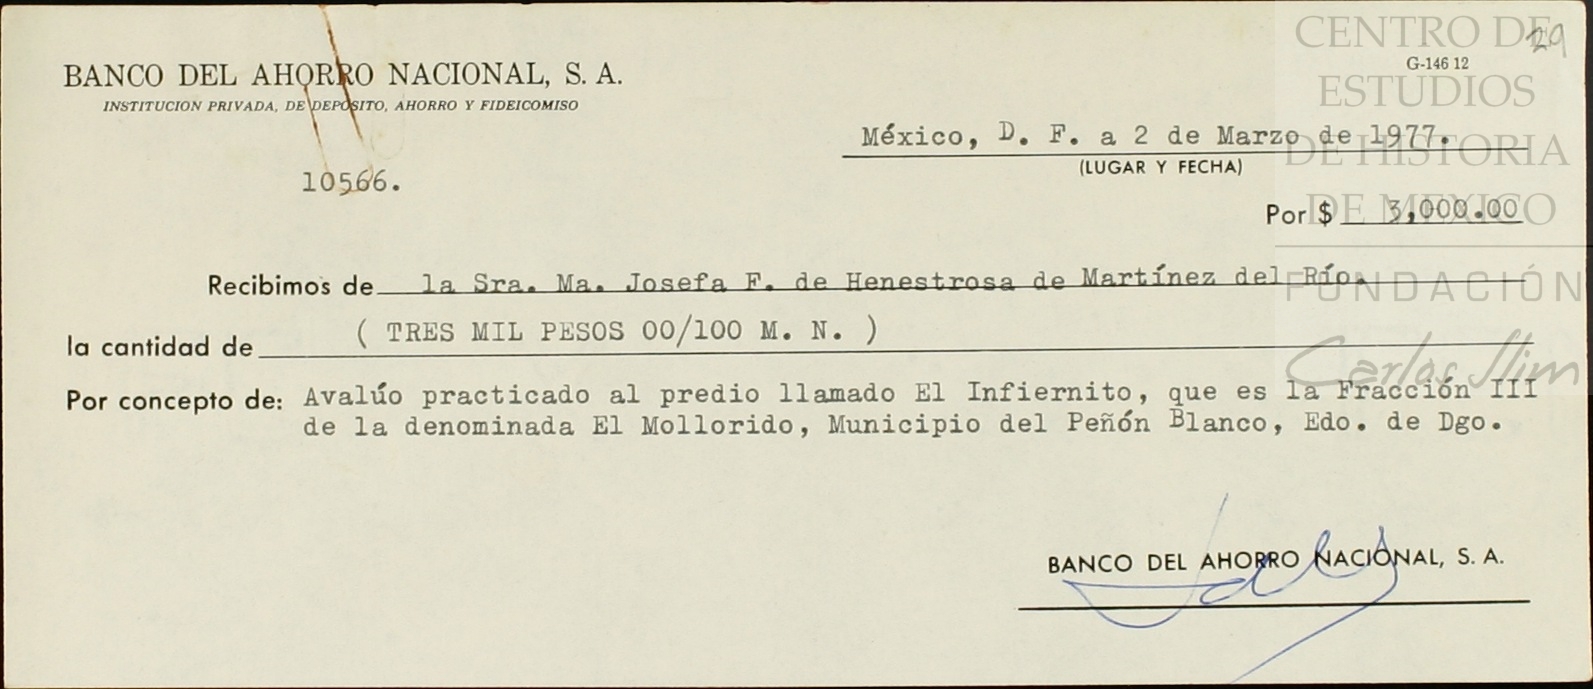 BANCO DEL AHORRO NACIONAL, S. A.
INSTITUCION PRIVADA, DE DEPOSITO, AHORRO Y FIDEICOMISO
29
G-146 12
CENTRO DE
ESTUDIOS
DE HISTORIA
DE MEXICO
FUNDACIÓN
Carlos Slim
México, D. F. a 2 de Marzo de 1977.
(LUGAR Y FECHA)
10566.
Por $ 3,000.00
Recibimos de la Sra. Ma. Josefa F. de Henestrosa de Martínez del Río.
la cantidad de ( TRES MIL PESOS 00/100 M. N. )
Por concepto de: Avalúo practicado al predio llamado El Infiernito, que es la Fracción III
de la denominada El Mollorido, Municipio del Peñón Blanco, Edo. de Dgo.
BANCO DEL AHORRO NACIONAL, S. A.